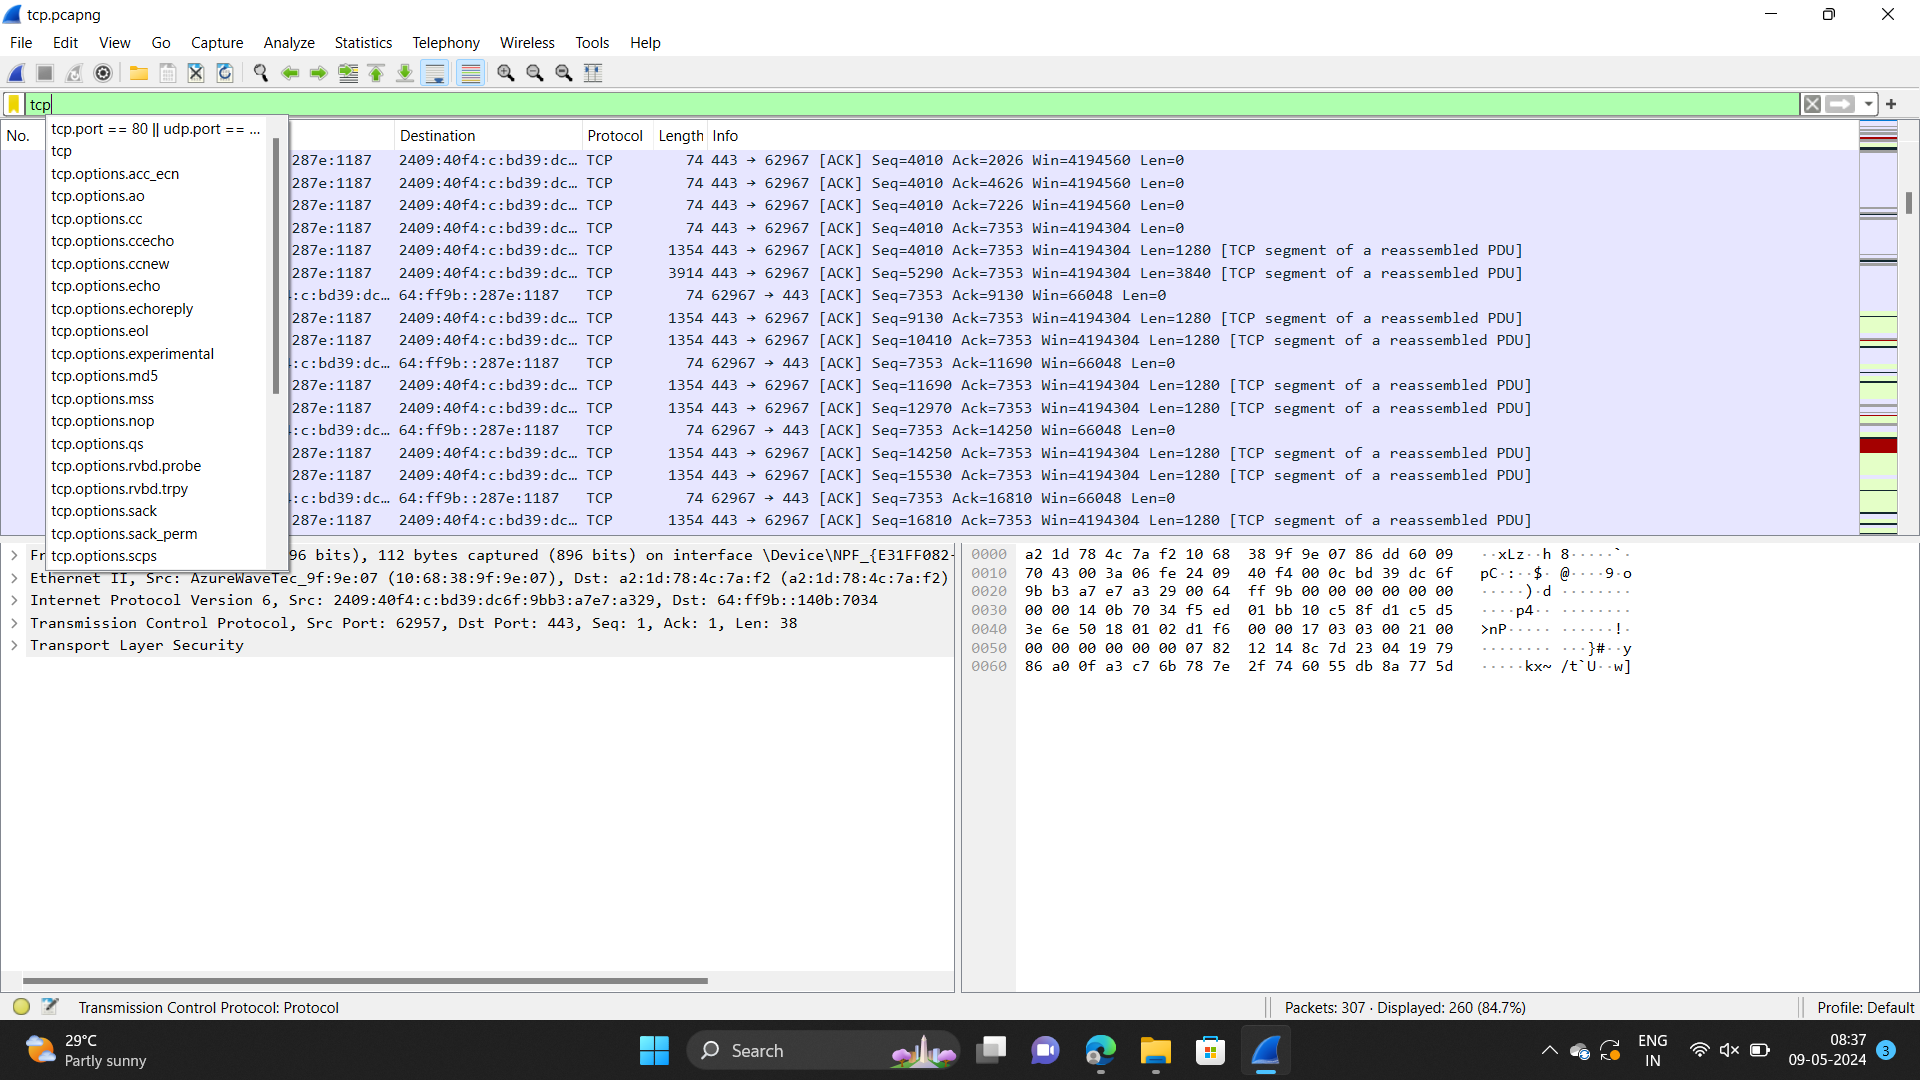 tcp.pcapng
File Edit View Go Capture Analyze Statistics Telephony Wireless Tools Help
tcp
No. Destination Protocol Length Info
tcp.port == 80 || udp.port == ...
tcp
tcp.options.acc_ecn
tcp.options.ao
tcp.options.cc
tcp.options.ccecho
tcp.options.ccnew
tcp.options.echo
tcp.options.echoreply
tcp.options.eol
tcp.options.experimental
tcp.options.md5
tcp.options.mss
tcp.options.nop
tcp.options.qs
tcp.options.rvbd.probe
tcp.options.rvbd.trpy
tcp.options.sack
tcp.options.sack_perm
tcp.options.scps
287e:1187 2409:40f4:c:bd39:dc… TCP 74 443 → 62967 [ACK] Seq=4010 Ack=2026 Win=4194560 Len=0
287e:1187 2409:40f4:c:bd39:dc… TCP 74 443 → 62967 [ACK] Seq=4010 Ack=4626 Win=4194560 Len=0
287e:1187 2409:40f4:c:bd39:dc… TCP 74 443 → 62967 [ACK] Seq=4010 Ack=7226 Win=4194560 Len=0
287e:1187 2409:40f4:c:bd39:dc… TCP 74 443 → 62967 [ACK] Seq=4010 Ack=7353 Win=4194304 Len=0
287e:1187 2409:40f4:c:bd39:dc… TCP 1354 443 → 62967 [ACK] Seq=4010 Ack=7353 Win=4194304 Len=1280 [TCP segment of a reassembled PDU]
287e:1187 2409:40f4:c:bd39:dc… TCP 3914 443 → 62967 [ACK] Seq=5290 Ack=7353 Win=4194304 Len=3840 [TCP segment of a reassembled PDU]
:c:bd39:dc… 64:ff9b::287e:1187 TCP 74 62967 → 443 [ACK] Seq=7353 Ack=9130 Win=66048 Len=0
287e:1187 2409:40f4:c:bd39:dc… TCP 1354 443 → 62967 [ACK] Seq=9130 Ack=7353 Win=4194304 Len=1280 [TCP segment of a reassembled PDU]
287e:1187 2409:40f4:c:bd39:dc… TCP 1354 443 → 62967 [ACK] Seq=10410 Ack=7353 Win=4194304 Len=1280 [TCP segment of a reassembled PDU]
:c:bd39:dc… 64:ff9b::287e:1187 TCP 74 62967 → 443 [ACK] Seq=7353 Ack=11690 Win=66048 Len=0
287e:1187 2409:40f4:c:bd39:dc… TCP 1354 443 → 62967 [ACK] Seq=11690 Ack=7353 Win=4194304 Len=1280 [TCP segment of a reassembled PDU]
287e:1187 2409:40f4:c:bd39:dc… TCP 1354 443 → 62967 [ACK] Seq=12970 Ack=7353 Win=4194304 Len=1280 [TCP segment of a reassembled PDU]
:c:bd39:dc… 64:ff9b::287e:1187 TCP 74 62967 → 443 [ACK] Seq=7353 Ack=14250 Win=66048 Len=0
287e:1187 2409:40f4:c:bd39:dc… TCP 1354 443 → 62967 [ACK] Seq=14250 Ack=7353 Win=4194304 Len=1280 [TCP segment of a reassembled PDU]
287e:1187 2409:40f4:c:bd39:dc… TCP 1354 443 → 62967 [ACK] Seq=15530 Ack=7353 Win=4194304 Len=1280 [TCP segment of a reassembled PDU]
:c:bd39:dc… 64:ff9b::287e:1187 TCP 74 62967 → 443 [ACK] Seq=7353 Ack=16810 Win=66048 Len=0
287e:1187 2409:40f4:c:bd39:dc… TCP 1354 443 → 62967 [ACK] Seq=16810 Ack=7353 Win=4194304 Len=1280 [TCP segment of a reassembled PDU]
Fr 96 bits), 112 bytes captured (896 bits) on interface \Device\NPF_{E31FF082-
Ethernet II, Src: AzureWaveTec_9f:9e:07 (10:68:38:9f:9e:07), Dst: a2:1d:78:4c:7a:f2 (a2:1d:78:4c:7a:f2)
Internet Protocol Version 6, Src: 2409:40f4:c:bd39:dc6f:9bb3:a7e7:a329, Dst: 64:ff9b::140b:7034
Transmission Control Protocol, Src Port: 62957, Dst Port: 443, Seq: 1, Ack: 1, Len: 38
Transport Layer Security
0000 a2 1d 78 4c 7a f2 10 68 38 9f 9e 07 86 dd 60 09 ··xLz··h 8·····`·
0010 70 43 00 3a 06 fe 24 09 40 f4 00 0c bd 39 dc 6f pC·:··$· @····9·o
0020 9b b3 a7 e7 a3 29 00 64 ff 9b 00 00 00 00 00 00 ·····)·d ········
0030 00 00 14 0b 70 34 f5 ed 01 bb 10 c5 8f d1 c5 d5 ····p4·· ········
0040 3e 6e 50 18 01 02 d1 f6 00 00 17 03 03 00 21 00 >nP····· ······!·
0050 00 00 00 00 00 00 07 82 12 14 8c 7d 23 04 19 79 ········ ···}#··y
0060 86 a0 0f a3 c7 6b 78 7e 2f 74 60 55 db 8a 77 5d ·····kx~ /t`U··w]
Transmission Control Protocol: Protocol
Packets: 307 · Displayed: 260 (84.7%)
Profile: Default
29°C
Partly sunny
Search
ENG
IN
08:37
09-05-2024
3